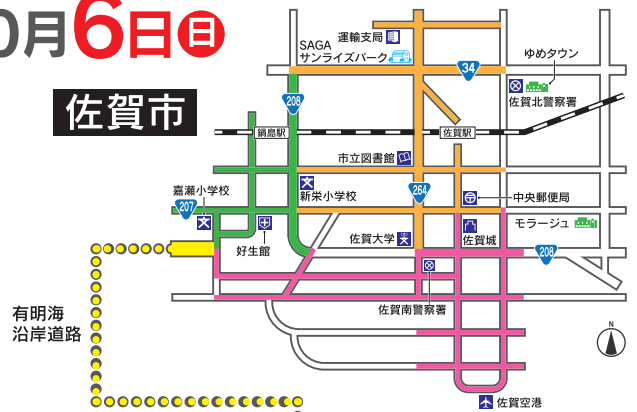 0月6日日
運輸支局
SAGA
サンライズパーク
34
ゆめタウン
佐賀市
208
佐賀北警察署
鍋島駅
佐賀駅
市立図書館
嘉瀬小学校
新栄小学校
264
中央郵便局
207
モラージュ
好生館
佐賀大学
佐賀城
208
佐賀南警察署
有明海
沿岸道路
N
佐賀空港